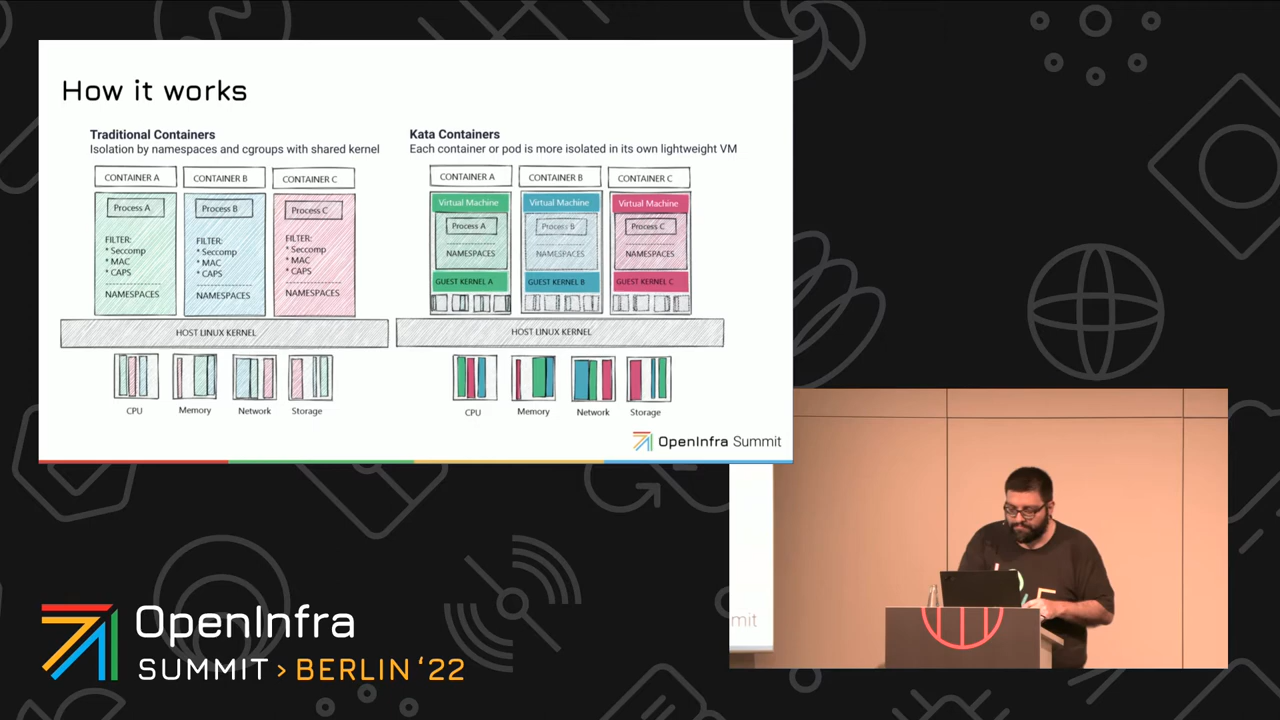 How it works
Traditional Containers
Isolation by namespaces and cgroups with shared kernel
CONTAINER A
CONTAINER B
CONTAINER C
Process A
Process B
Process C
FILTER:
* Seccomp
* MAC
* CAPS
NAMESPACES
FILTER:
* Seccomp
* MAC
* CAPS
NAMESPACES
FILTER:
* Seccomp
* MAC
* CAPS
NAMESPACES
HOST LINUX KERNEL
CPU
Memory
Network
Storage
Kata Containers
Each container or pod is more isolated in its own lightweight VM
CONTAINER A
CONTAINER B
CONTAINER C
Virtual Machine
Virtual Machine
Virtual Machine
Process A
Process B
Process C
NAMESPACES
NAMESPACES
NAMESPACES
GUEST KERNEL A
GUEST KERNEL B
GUEST KERNEL C
HOST LINUX KERNEL
CPU
Memory
Network
Storage
OpenInfra Summit
mit
OpenInfra
SUMMIT > BERLIN '22